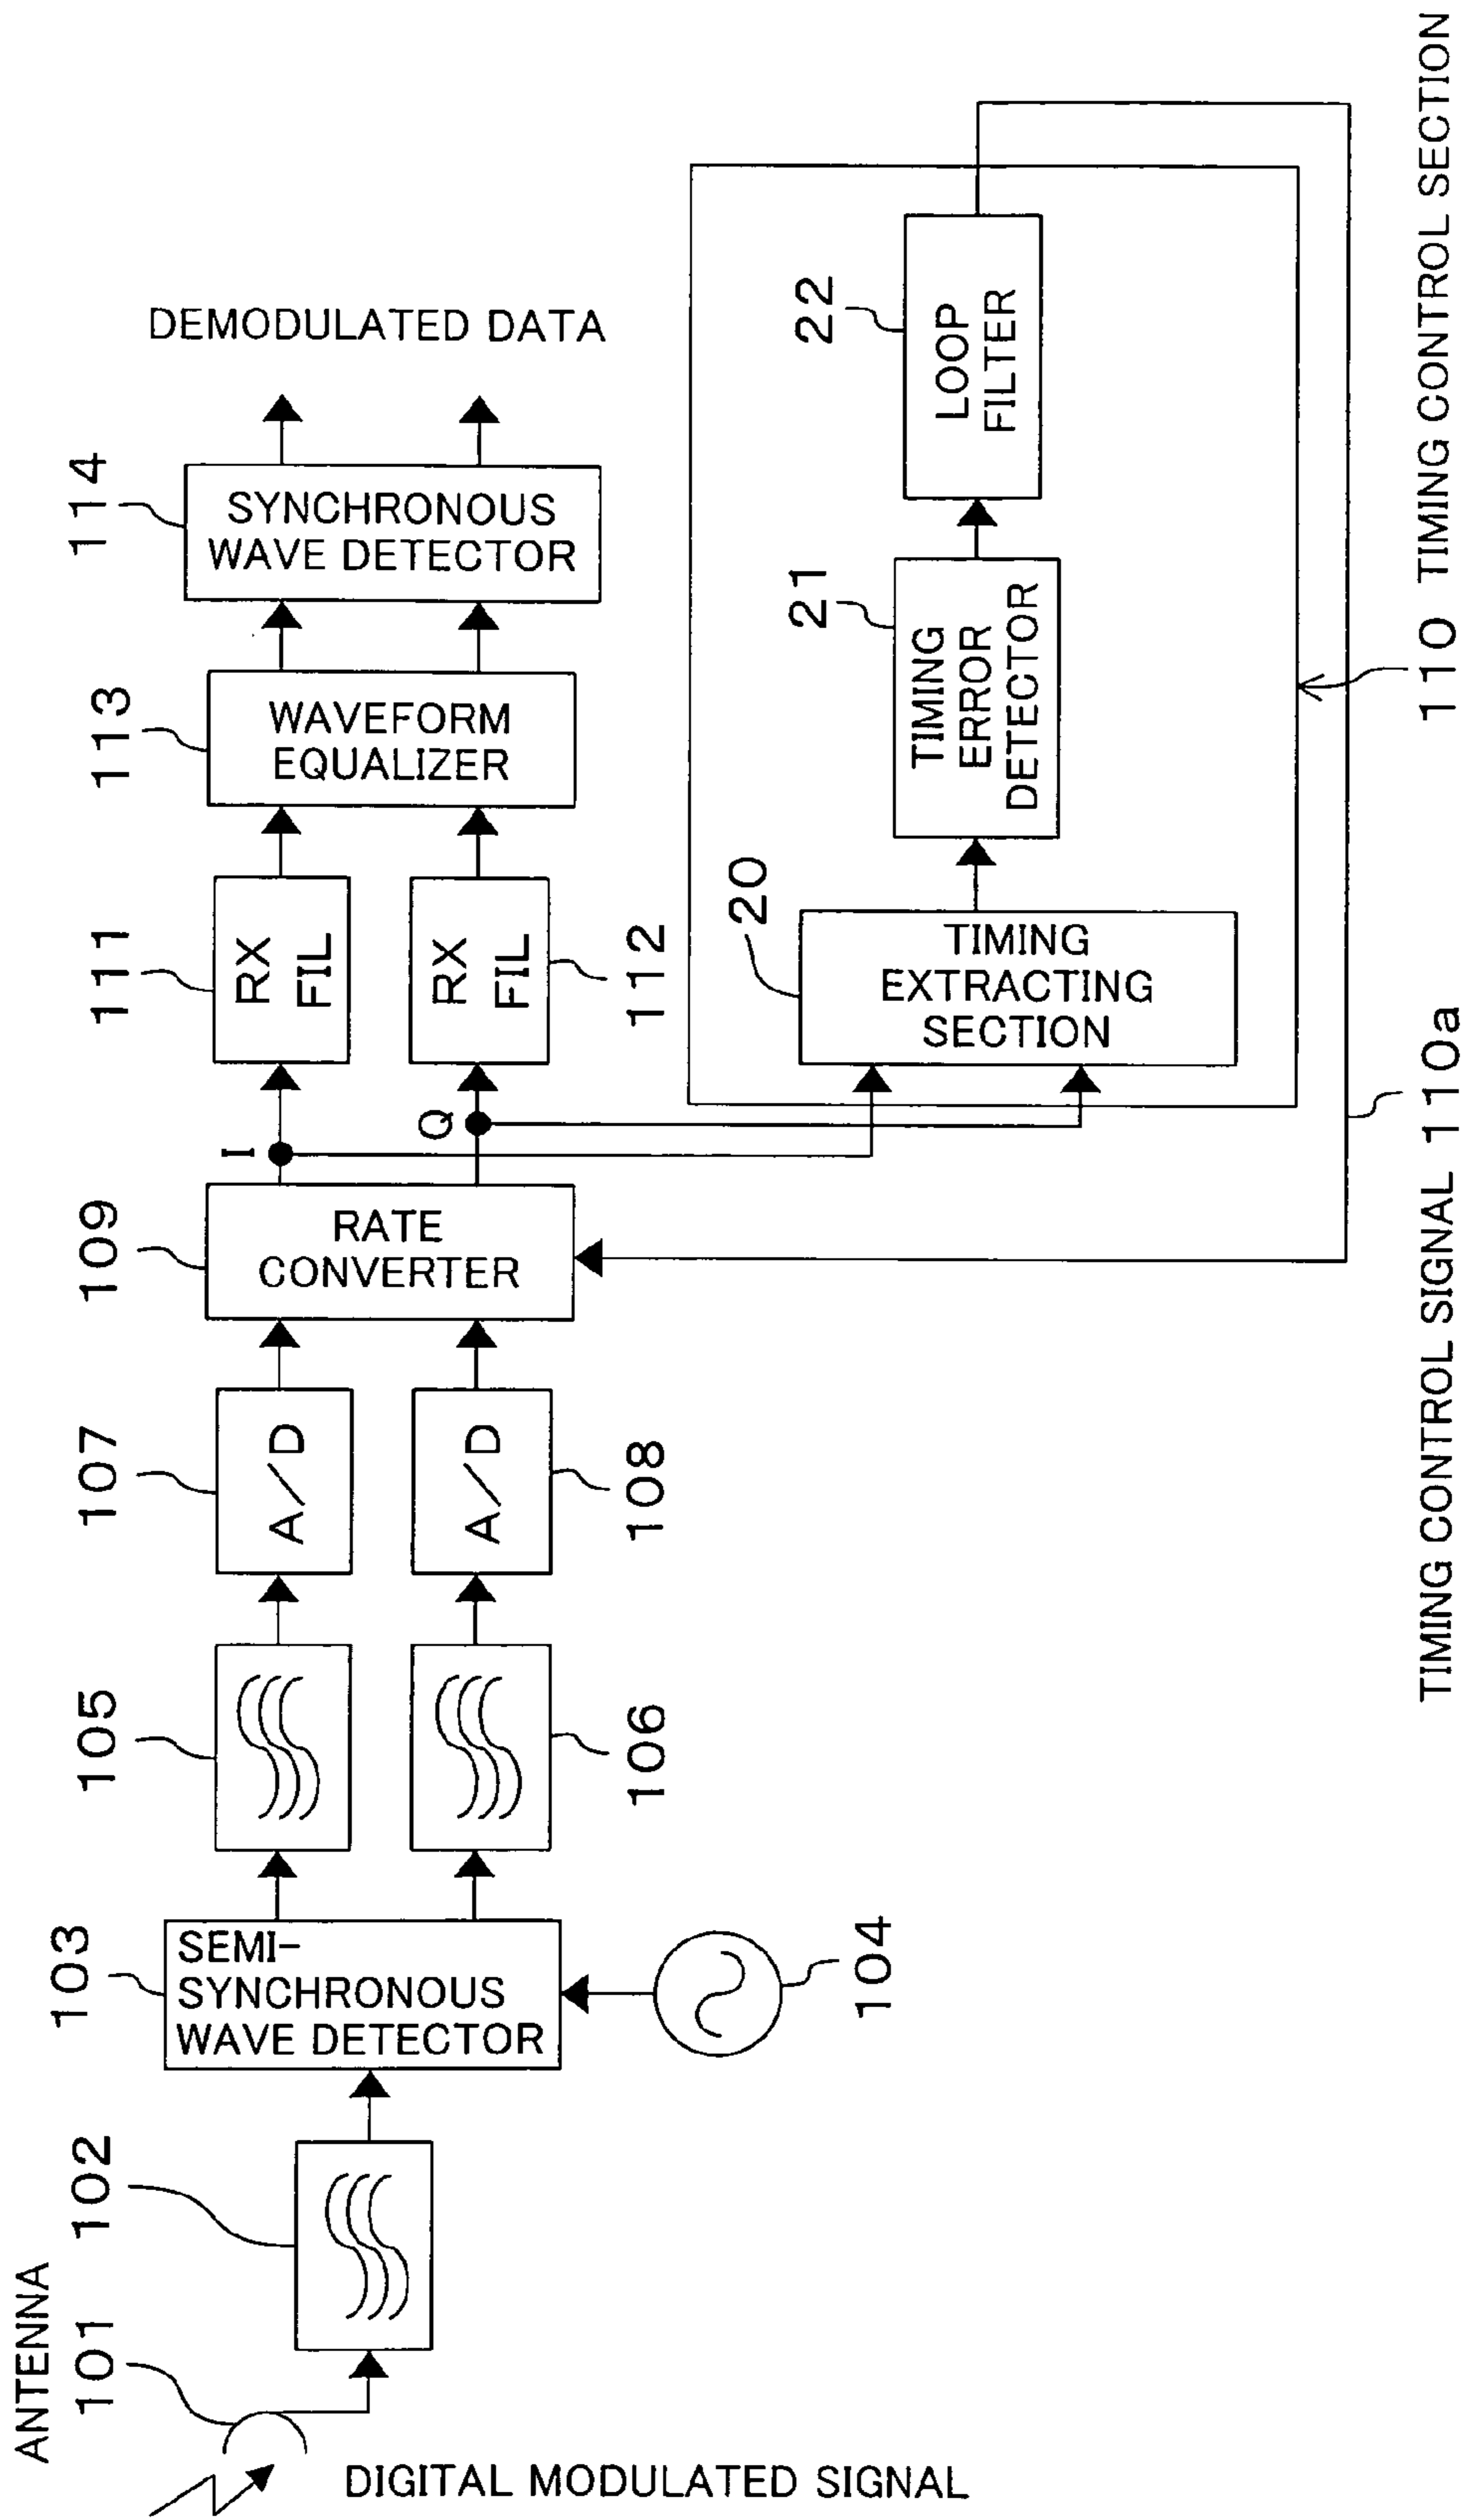 ANTENNA
101
DIGITAL MODULATED SIGNAL
102
103
SEMI-
SYNCHRONOUS
WAVE DETECTOR
104
105
106
107
A/D
A/D
108
109
RATE
CONVERTER
I
Q
111
RX
FIL
RX
FIL
112
113
WAVEFORM
EQUALIZER
114
SYNCHRONOUS
WAVE DETECTOR
DEMODULATED DATA
20
TIMING
EXTRACTING
SECTION
21
TIMING
ERROR
DETECTOR
22
LOOP
FILTER
TIMING CONTROL SIGNAL 110a
110 TIMING CONTROL SECTION